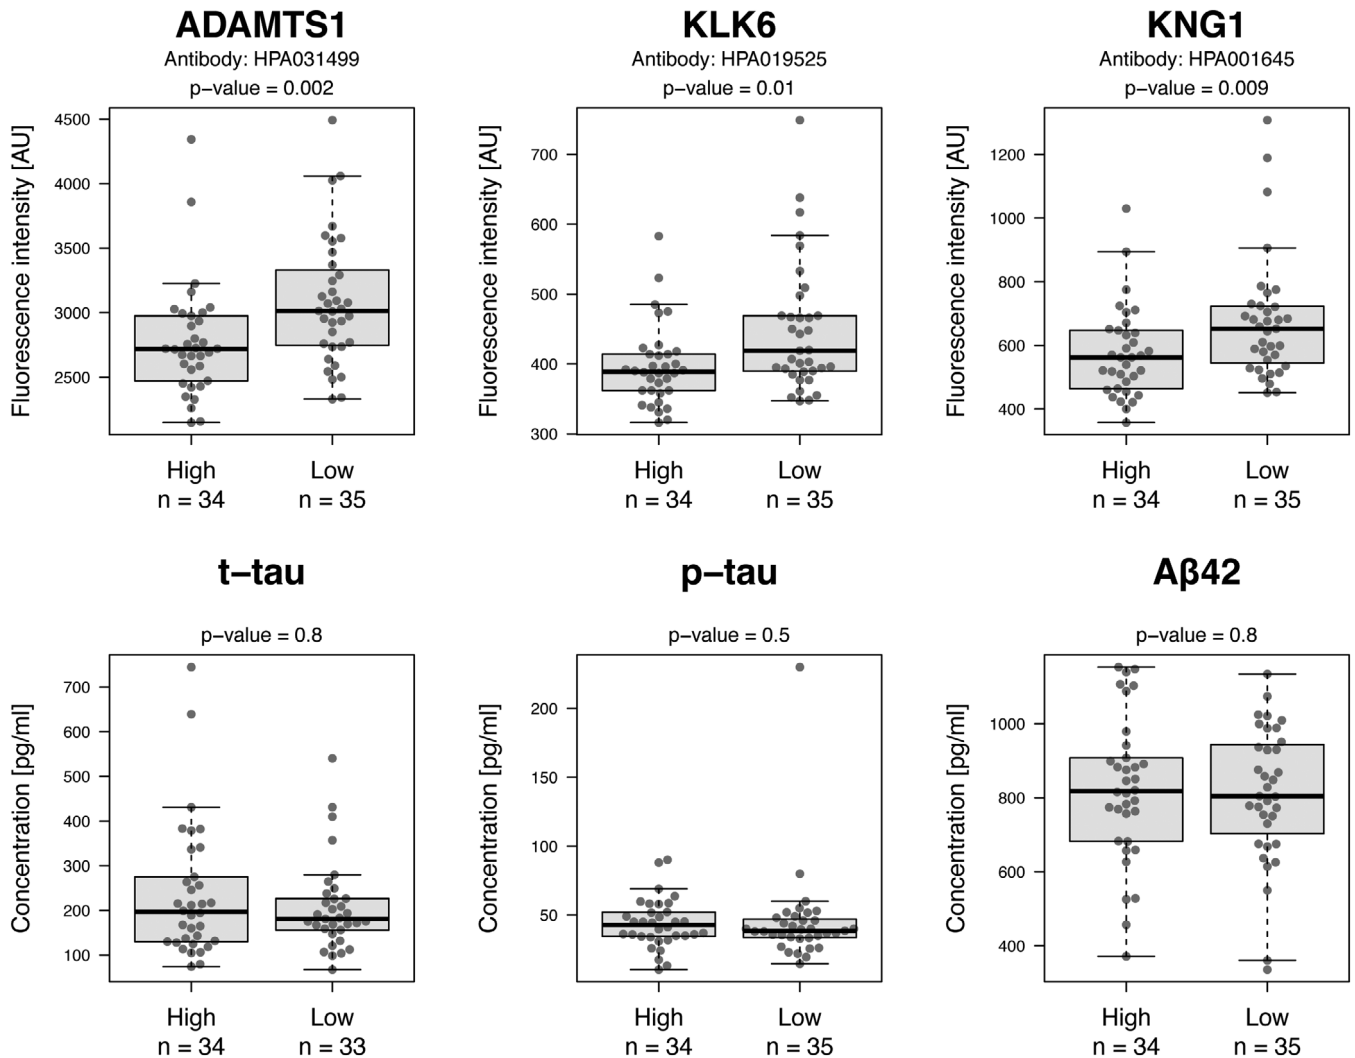 ADAMTS1
Antibody: HPA031499
p−value = 0.002
Fluorescence intensity [AU]
4500
4000
3500
3000
2500
High
Low
n = 34
n = 35
KLK6
Antibody: HPA019525
p−value = 0.01
Fluorescence intensity [AU]
700
600
500
400
300
High
Low
n = 34
n = 35
KNG1
Antibody: HPA001645
p−value = 0.009
Fluorescence intensity [AU]
1200
1000
800
600
400
High
Low
n = 34
n = 35
t−tau
p−value = 0.8
Concentration [pg/ml]
700
600
500
400
300
200
100
High
Low
n = 34
n = 33
p−tau
p−value = 0.5
Concentration [pg/ml]
200
150
100
50
High
Low
n = 34
n = 35
Aβ42
p−value = 0.8
Concentration [pg/ml]
1000
800
600
400
High
Low
n = 34
n = 35